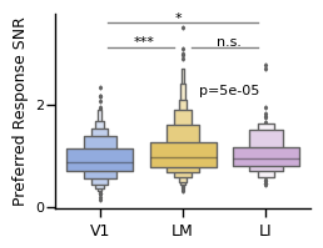 *
***
n.s.
p=5e-05
Preferred Response SNR
2
0
V1
LM
LI